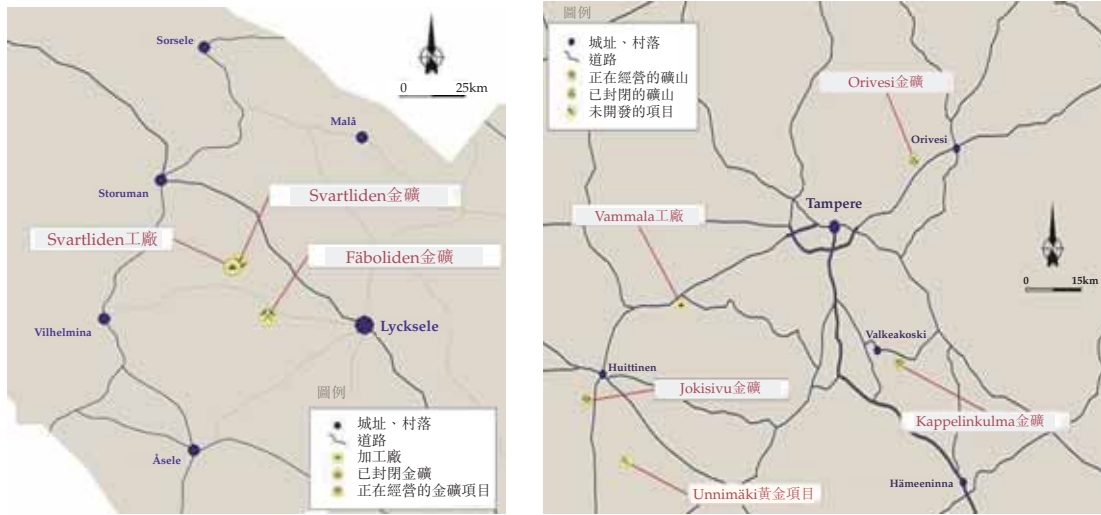 Sorsele
0 25km
Malå
Storuman
Svartliden金礦
Svartliden工廠
Fäboliden金礦
Vilhelmina
Lycksele
圖例
城址、村落
道路
加工廠
已封閉金礦
正在經營的金礦項目
Åsele
圖例
城址、村落
道路
正在經營的礦山
已封閉的礦山
未開發的項目
Orivesi金礦
Orivesi
Tampere
Vammala工廠
0 15km
Valkeakoski
Huittinen
Jokisivu金礦
Kappelinkulma金礦
Unnimäki黃金項目
Hämeeninna